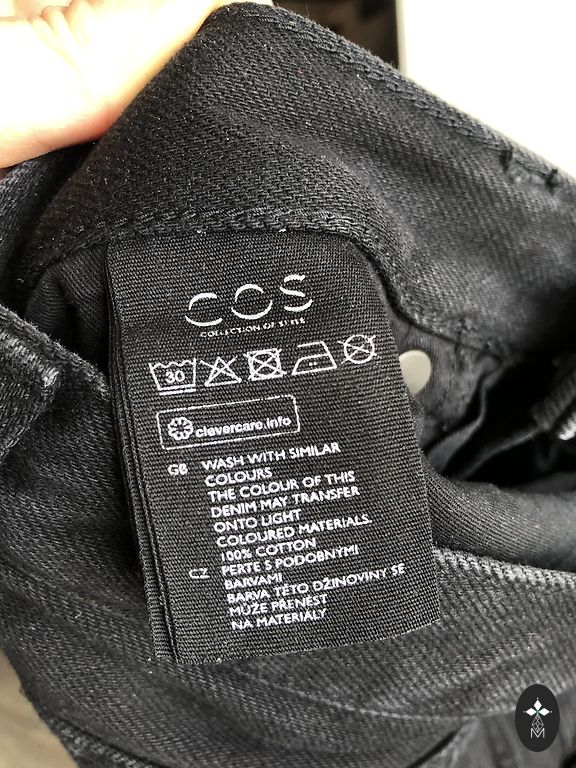 COS
COLLECTION OF STYLE
30
clevercare.info
GB WASH WITH SIMILAR
COLOURS
THE COLOUR OF THIS
DENIM MAY TRANSFER
ONTO LIGHT
COLOURED MATERIALS.
100% COTTON
CZ PERTE S PODOBNÝMI
BARVAMI
BARVA TÉTO DŽINOVINY SE
MŮŽE PŘENÉST
NA MATERIÁLY
M